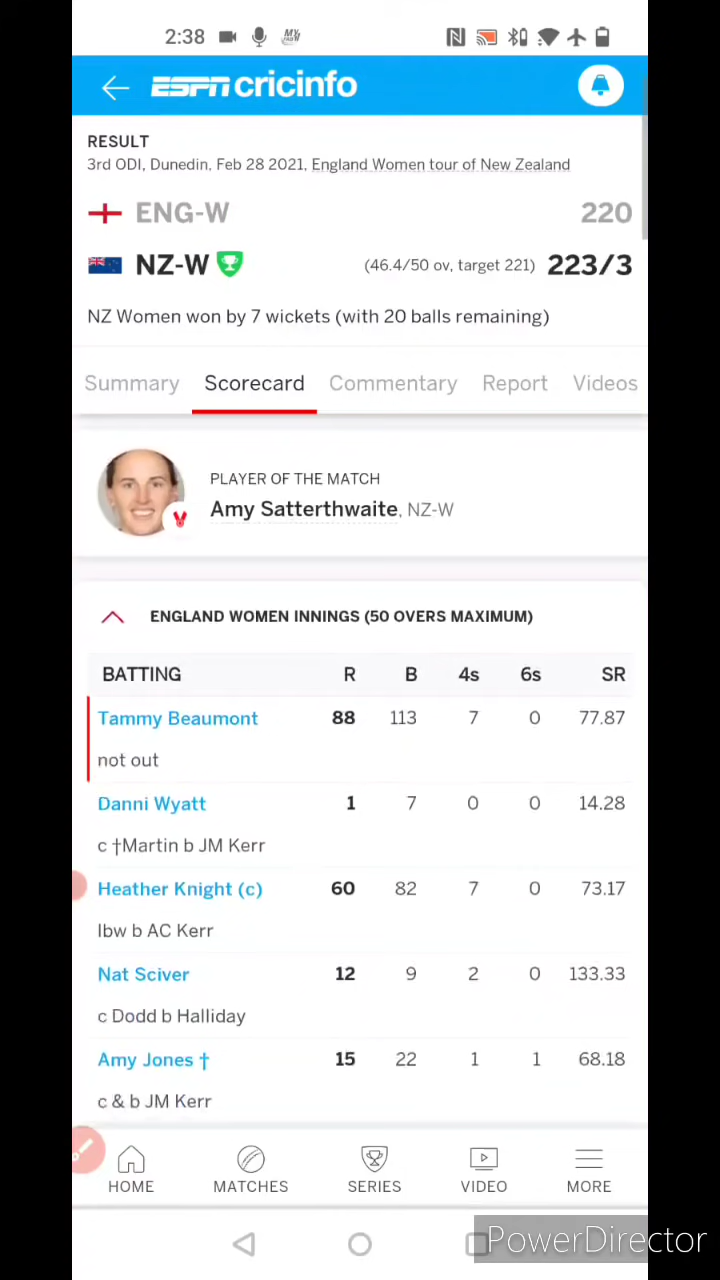 2:38
ESPN cricinfo
RESULT
3rd ODI, Dunedin, Feb 28 2021, England Women tour of New Zealand
ENG-W 220
NZ-W (46.4/50 ov, target 221) 223/3
NZ Women won by 7 wickets (with 20 balls remaining)
Summary Scorecard Commentary Report Videos
PLAYER OF THE MATCH
Amy Satterthwaite, NZ-W
ENGLAND WOMEN INNINGS (50 OVERS MAXIMUM)
BATTING R B 4s 6s SR
Tammy Beaumont 88 113 7 0 77.87
not out
Danni Wyatt 1 7 0 0 14.28
c †Martin b JM Kerr
Heather Knight (c) 60 82 7 0 73.17
lbw b AC Kerr
Nat Sciver 12 9 2 0 133.33
c Dodd b Halliday
Amy Jones † 15 22 1 1 68.18
c & b JM Kerr
HOME MATCHES SERIES VIDEO MORE
PowerDirector